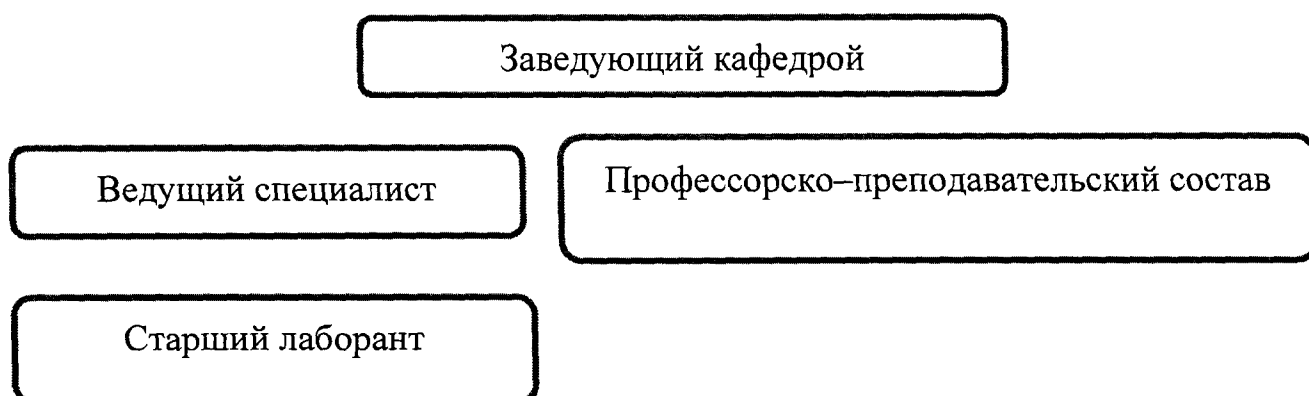 Заведующий кафедрой
Ведущий специалист
Профессорско–преподавательский состав
Старший лаборант